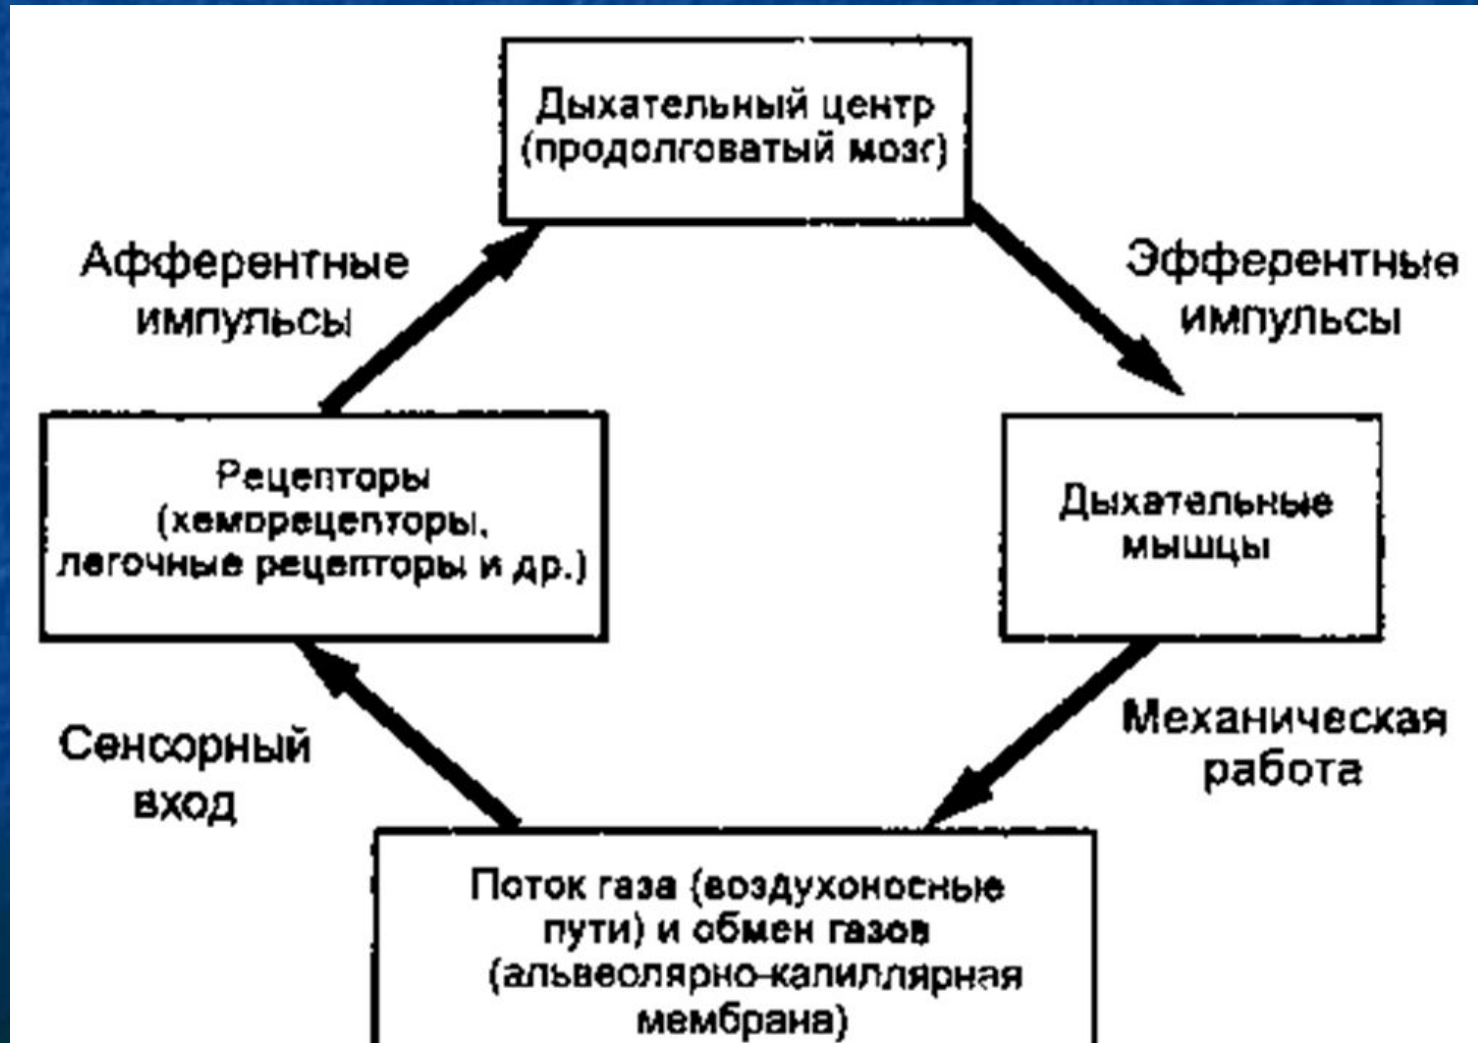 Дыхательный центр
(продолговатый мозг)
Афферентные
импульсы
Эфферентные
импульсы
Рецепторы
(хеморецепторы,
легочные рецепторы и др.)
Дыхательные
мышцы
Сенсорный
вход
Механическая
работа
Поток газа (воздухоносные
пути) и обмен газов
(альвеолярно-капиллярная
мембрана)